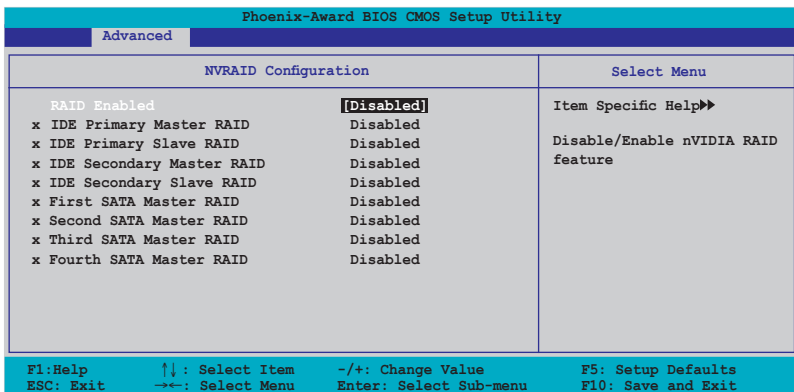 Phoenix-Award BIOS CMOS Setup Utility
Advanced
NVRAID Configuration
Select Menu
RAID Enabled [Disabled]
x IDE Primary Master RAID Disabled
x IDE Primary Slave RAID Disabled
x IDE Secondary Master RAID Disabled
x IDE Secondary Slave RAID Disabled
x First SATA Master RAID Disabled
x Second SATA Master RAID Disabled
x Third SATA Master RAID Disabled
x Fourth SATA Master RAID Disabled
Item Specific Help▶▶
Disable/Enable nVIDIA RAID
feature
F1:Help ↑↓ : Select Item -/+: Change Value F5: Setup Defaults
ESC: Exit →←: Select Menu Enter: Select Sub-menu F10: Save and Exit